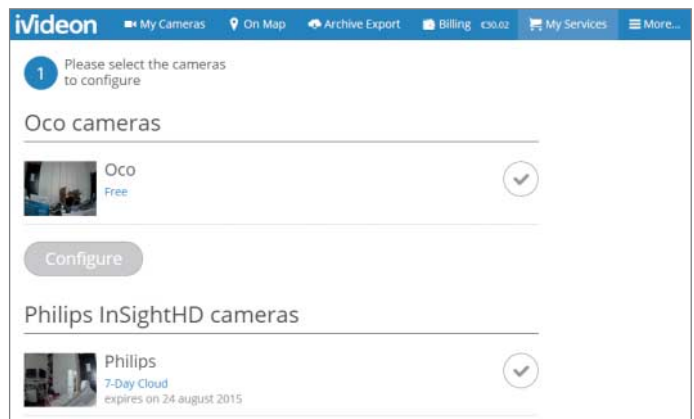 iVideon My Cameras On Map Archive Export Billing €30.02 My Services More...
1
Please select the cameras
to configure
Oco cameras
Oco
Free
Configure
Philips InSightHD cameras
Philips
7-Day Cloud
expires on 24 august 2015